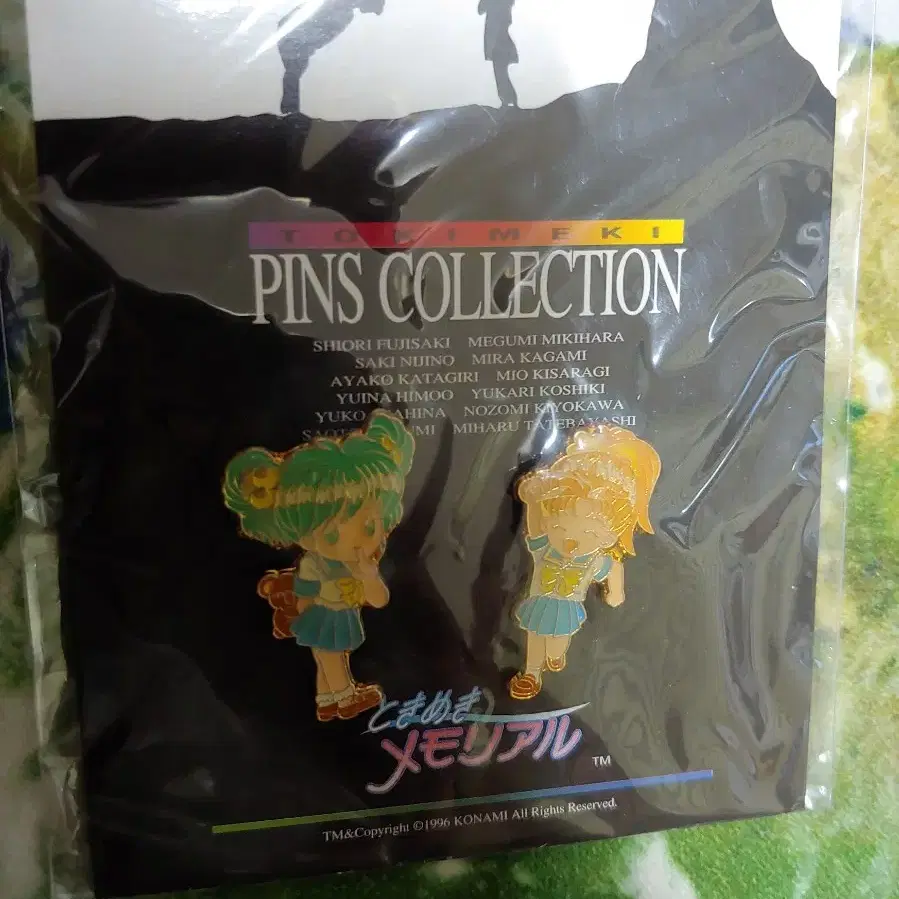 TOKIMEKI
PINS COLLECTION
SHIORI FUJISAKI MEGUMI MIKIHARA
SAKI NIJINO MIRA KAGAMI
AYAKO KATAGIRI MIO KISARAGI
YUINA HIMOO YUKARI KOSHIKI
YUKO NOZOMI KIYOKAWA
MIHARU TATEBAYASHI
ときめき
メモリアル
TM
TM&Copyright ©1996 KONAMI All Rights Reserved.